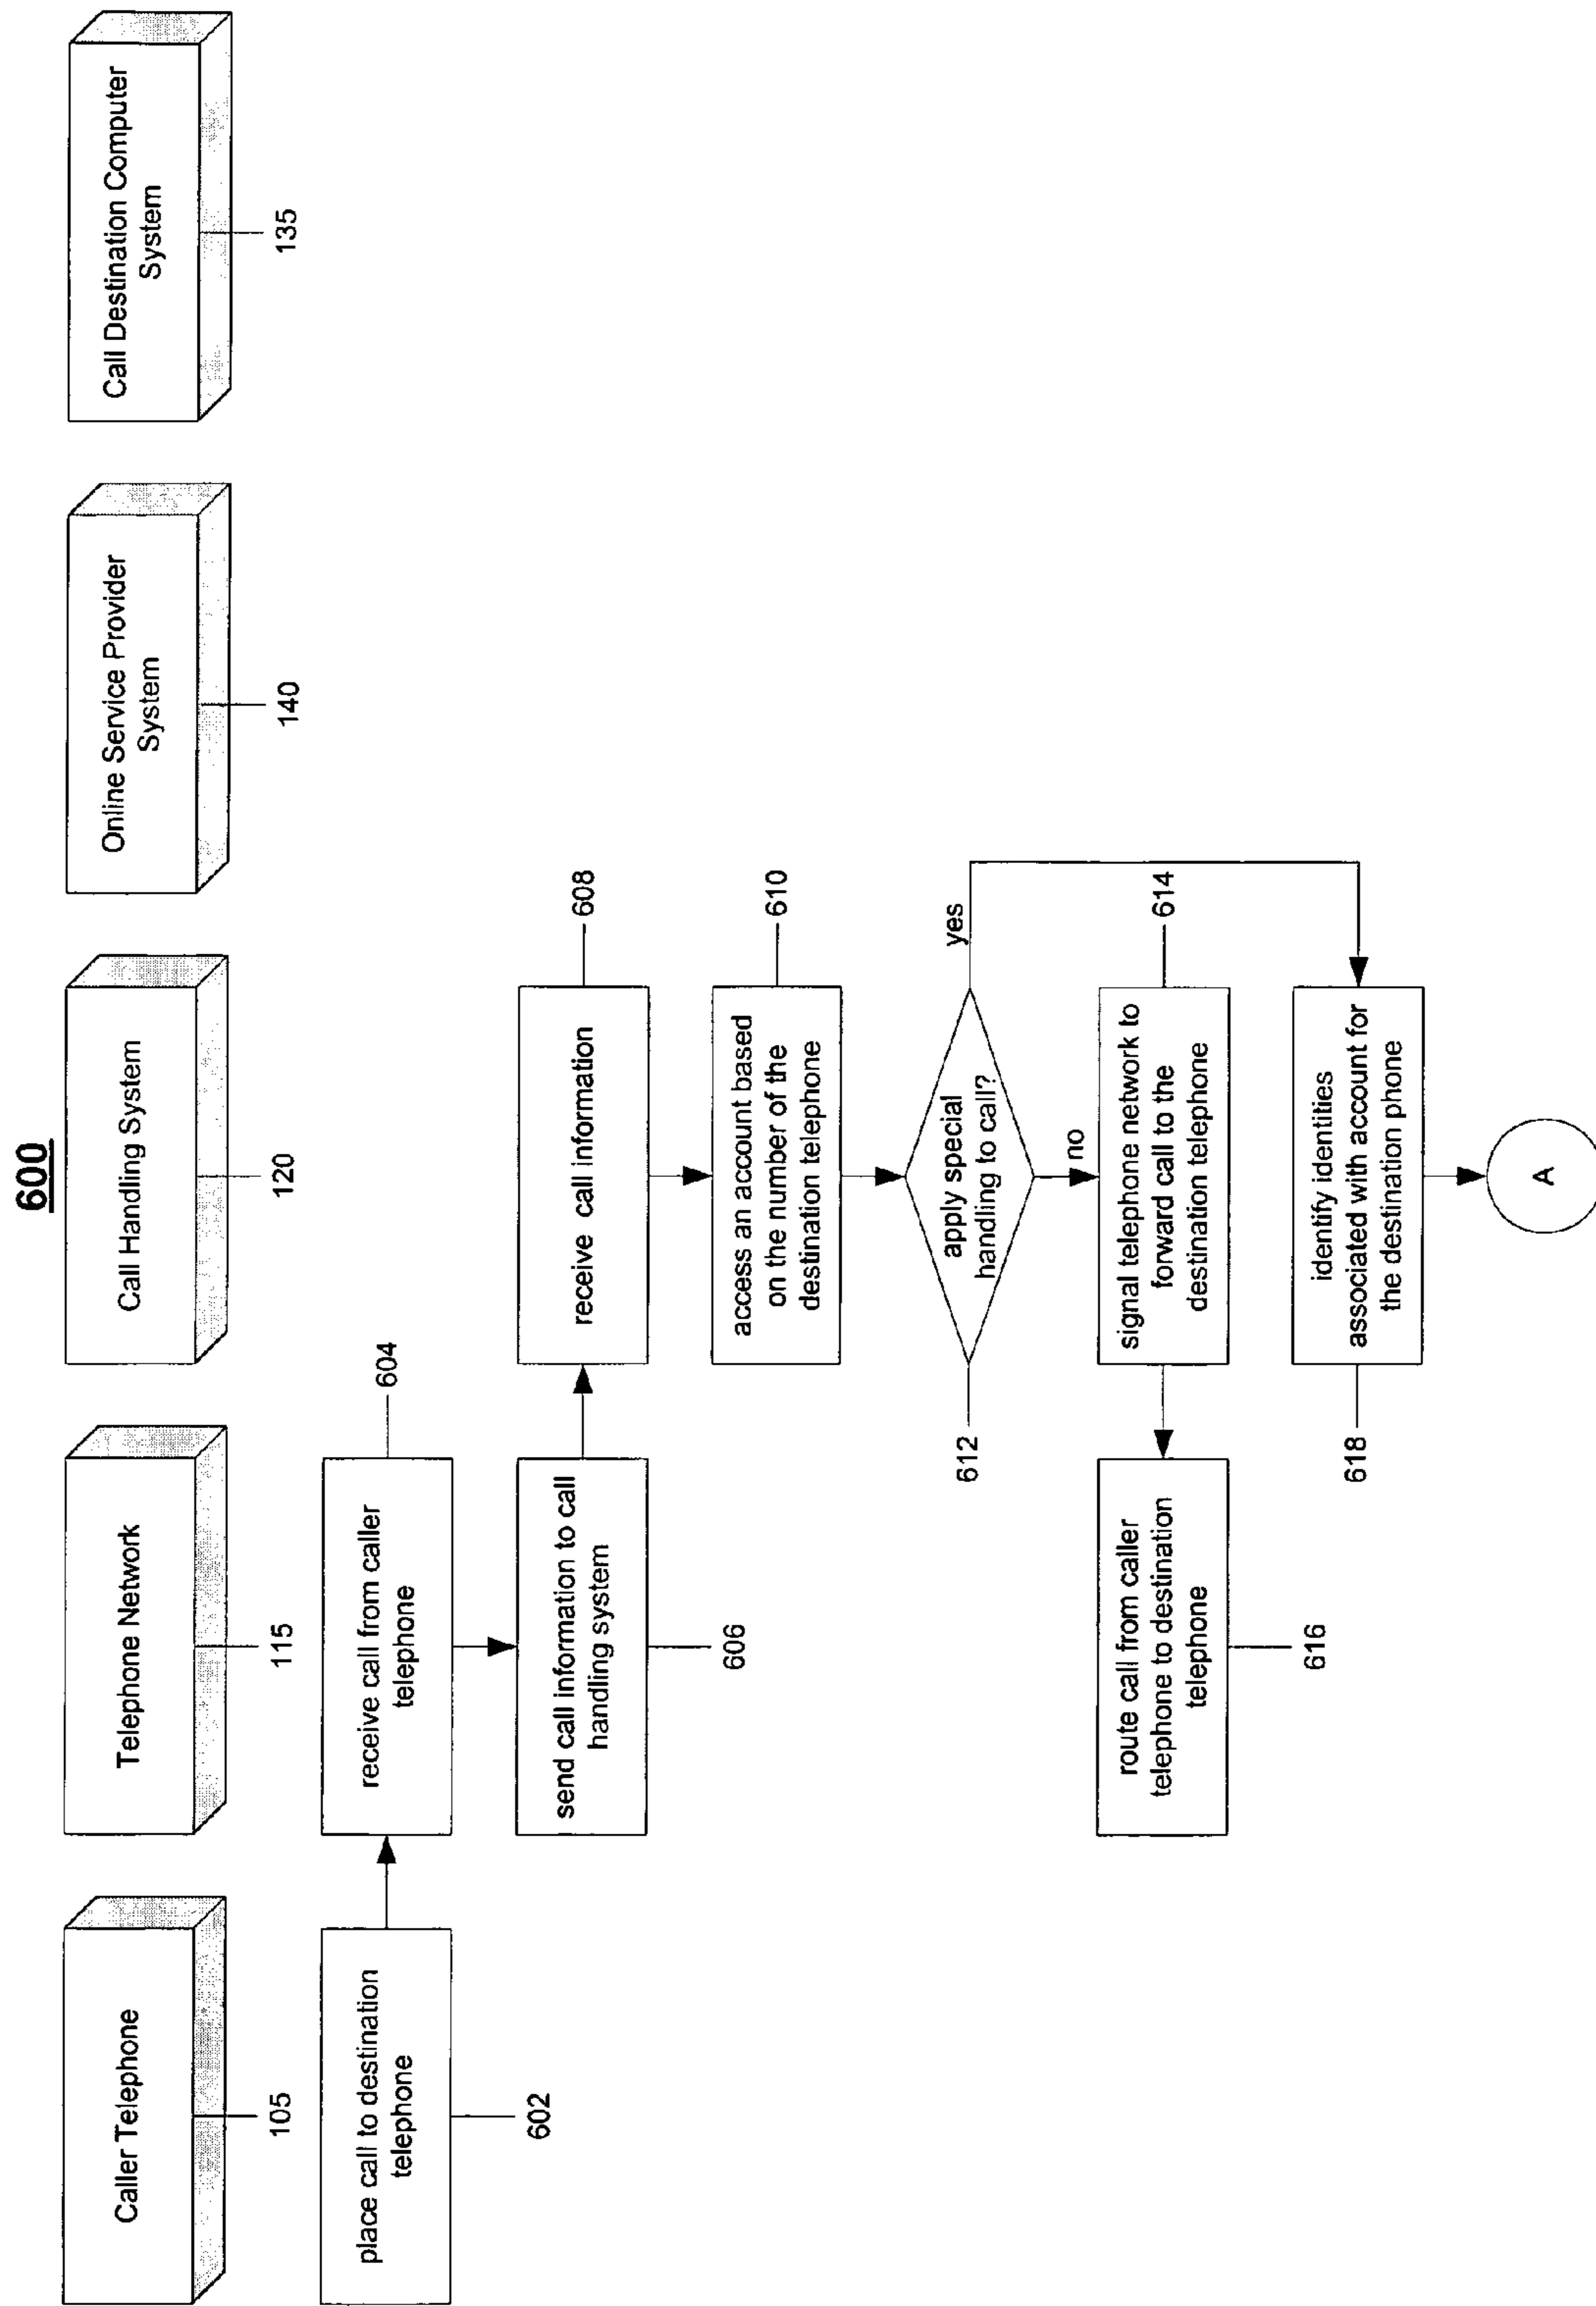 600
Caller Telephone
105
Telephone Network
115
Call Handling System
120
Online Service Provider
System
140
Call Destination Computer
System
135
place call to destination
telephone
602
receive call from caller
telephone
604
send call information to call
handling system
606
receive call information
608
access an account based
on the number of the
destination telephone
610
apply special
handling to call?
612
yes
no
signal telephone network to
forward call to the
destination telephone
614
route call from caller
telephone to destination
telephone
616
identify identities
associated with account for
the destination phone
618
A